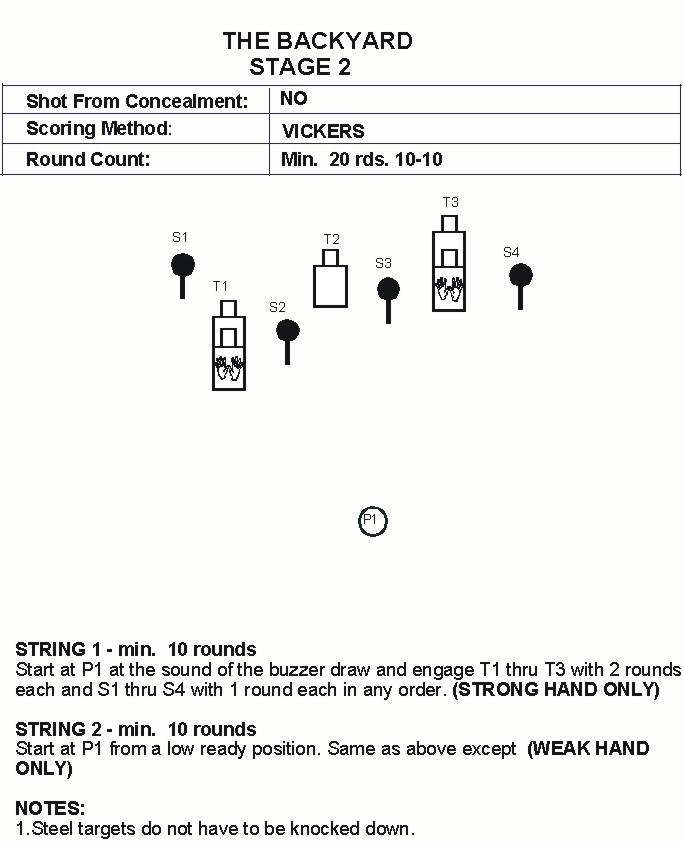 THE BACKYARD
STAGE 2
Shot From Concealment: NO
Scoring Method: VICKERS
Round Count: Min. 20 rds. 10-10
T3
S1
T2
S4
S3
T1
S2
P1
STRING 1 - min. 10 rounds
Start at P1 at the sound of the buzzer draw and engage T1 thru T3 with 2 rounds
each and S1 thru S4 with 1 round each in any order. (STRONG HAND ONLY)
STRING 2 - min. 10 rounds
Start at P1 from a low ready position. Same as above except (WEAK HAND
ONLY)
NOTES:
1.Steel targets do not have to be knocked down.